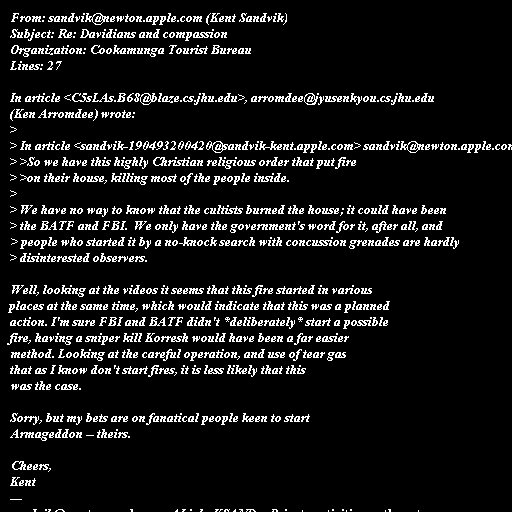 From: sandvik@newton.apple.com (Kent Sandvik)
Subject: Re: Davidians and compassion
Organization: Cookamunga Tourist Bureau
Lines: 27

In article <C5sLAs.B68@blaze.cs.jhu.edu>, arromdee@jyusenkyou.cs.jhu.edu
(Ken Arromdee) wrote:
>
> In article <sandvik-190493200420@sandvik-kent.apple.com> sandvik@newton.apple.com
> >So we have this highly Christian religious order that put fire
> >on their house, killing most of the people inside.
>
> We have no way to know that the cultists burned the house; it could have been
> the BATF and FBI.  We only have the government's word for it, after all, and
> people who started it by a no-knock search with concussion grenades are hardly
> disinterested observers.

Well, looking at the videos it seems that this fire started in various
places at the same time, which would indicate that this was a planned
action. I'm sure FBI and BATF didn't *deliberately* start a possible
fire, having a sniper kill Korresh would have been a far easier
method. Looking at the careful operation, and use of tear gas
that as I know don't start fires, it is less likely that this
was the case.

Sorry, but my bets are on fanatical people keen to start
Armageddon -- theirs.

Cheers,
Kent
---